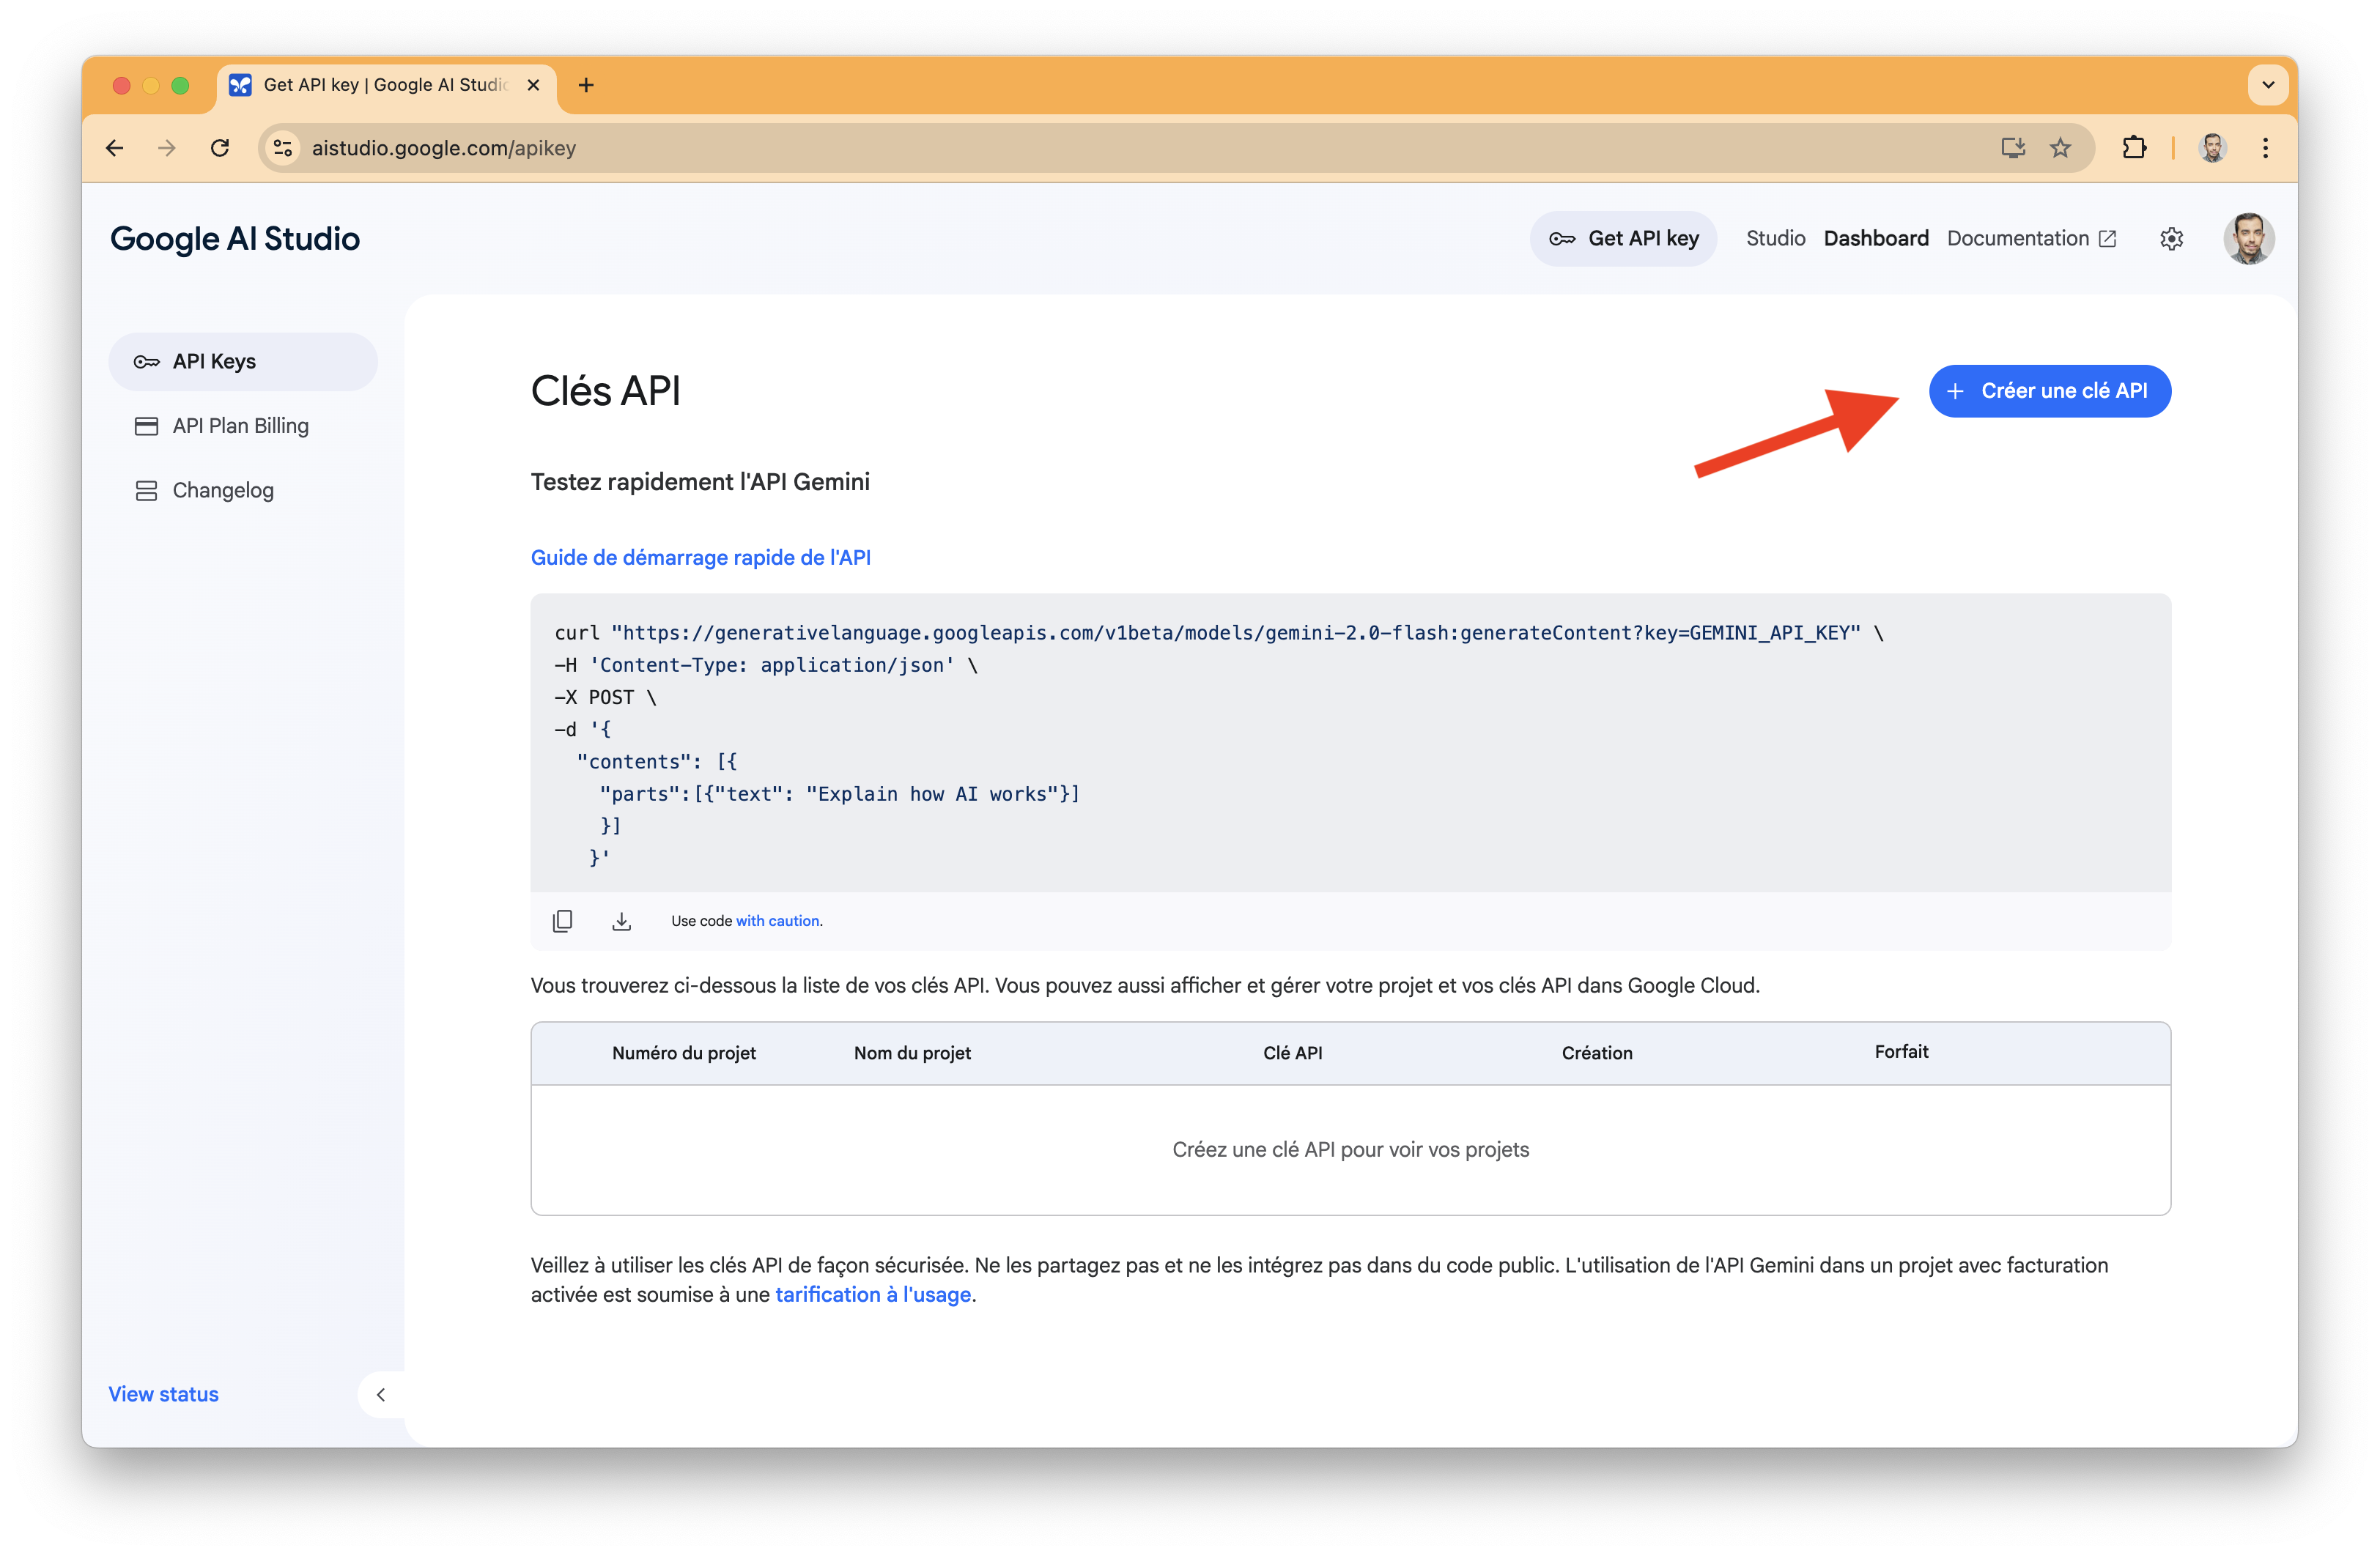 Get API key | Google AI Studio
aistudio.google.com/apikey
Google AI Studio
Get API key
Studio
Dashboard
Documentation
API Keys
API Plan Billing
Changelog
Clés API
Créer une clé API
Testez rapidement l'API Gemini
Guide de démarrage rapide de l'API
curl "https://generativelanguage.googleapis.com/v1beta/models/gemini-2.0-flash:generateContent?key=GEMINI_API_KEY" \
-H 'Content-Type: application/json' \
-X POST \
-d '{
"contents": [{
"parts":[{"text": "Explain how AI works"}]
}]
}'
Use code with caution.
Vous trouverez ci-dessous la liste de vos clés API. Vous pouvez aussi afficher et gérer votre projet et vos clés API dans Google Cloud.
Numéro du projet
Nom du projet
Clé API
Création
Forfait
Créez une clé API pour voir vos projets
Veillez à utiliser les clés API de façon sécurisée. Ne les partagez pas et ne les intégrez pas dans du code public. L'utilisation de l'API Gemini dans un projet avec facturation
activée est soumise à une tarification à l'usage.
View status